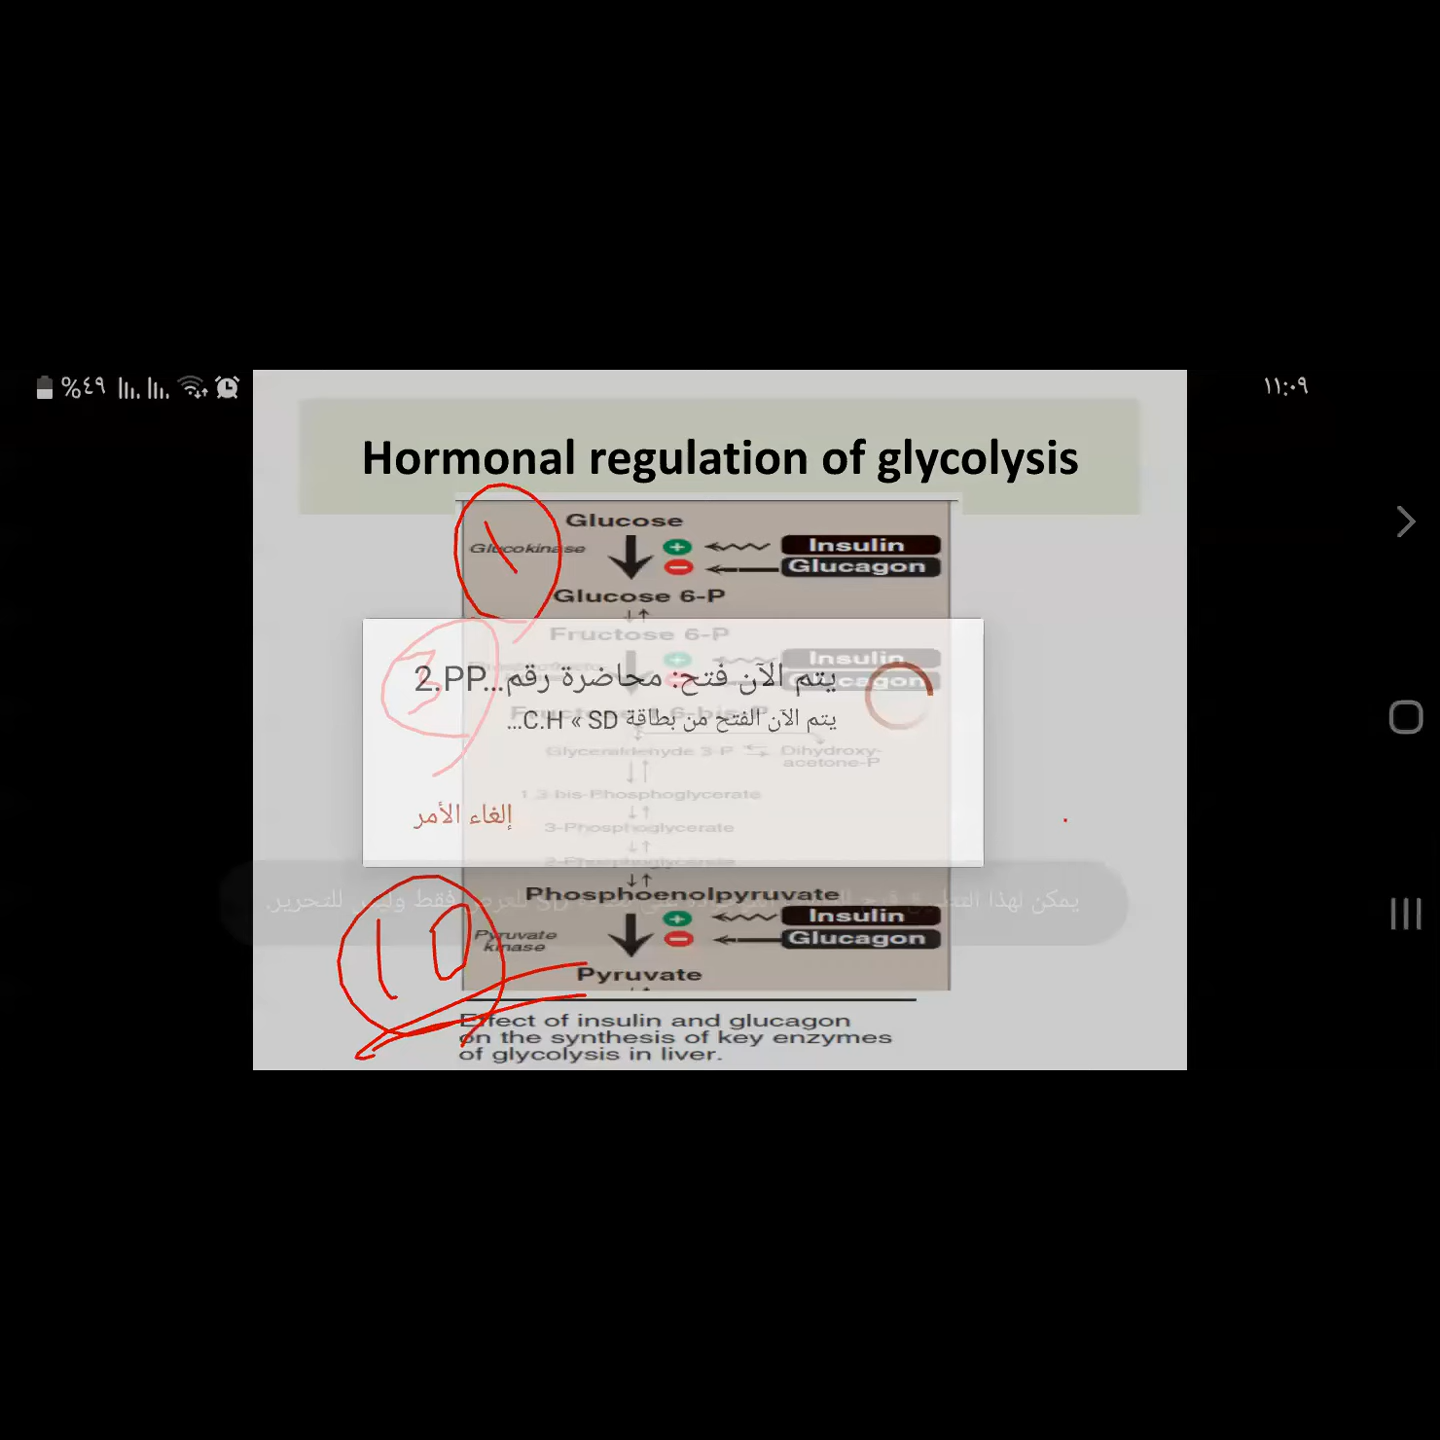 %٤٩
١١:٠٩
Hormonal regulation of glycolysis
Glucose
Glucokinase
Insulin
Glucagon
Glucose 6-P
Fructose 6-P
Insulin
Glucagon
3
يتم الآن فتح: محاضرة رقم...2.PP
يتم الآن الفتح من بطاقة C.H « SD...
Glyceraldehyde 3-P
Dihydroxy-
acetone-P
1,3-bis-Phosphoglycerate
إلغاء الأمر
3-Phosphoglycerate
2-Phosphoglycerate
Phosphoenolpyruvate
Insulin
Glucagon
10
Pyruvate
kinase
Pyruvate
Effect of insulin and glucagon
on the synthesis of key enzymes
of glycolysis in liver.